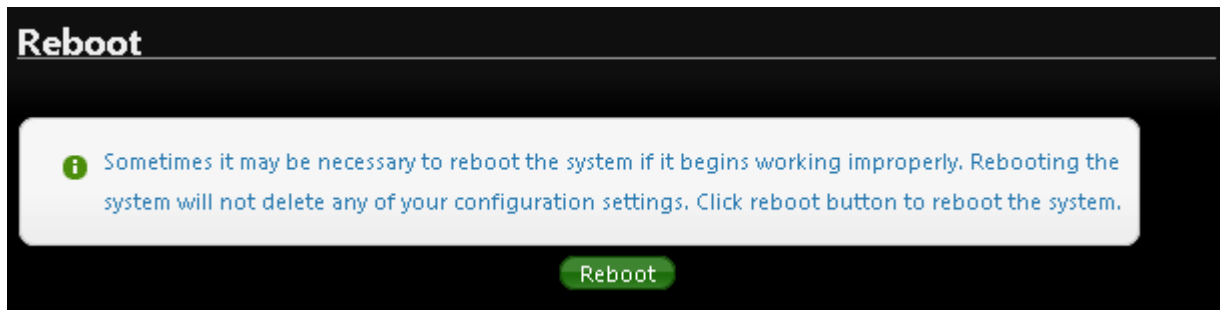 Reboot
Sometimes it may be necessary to reboot the system if it begins working improperly. Rebooting the
system will not delete any of your configuration settings. Click reboot button to reboot the system.
Reboot